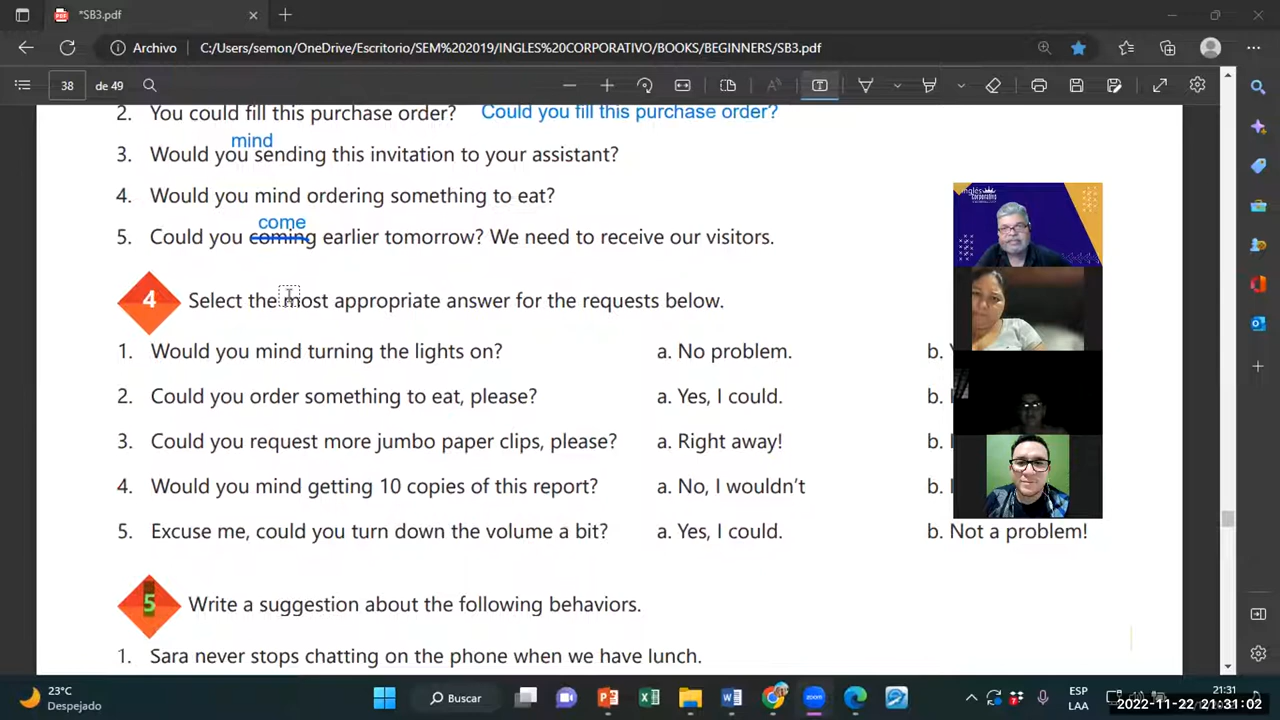 *SB3.pdf
Archivo C:/Users/semon/OneDrive/Escritorio/SEM%202019/INGLES%20CORPORATIVO/BOOKS/BEGINNERS/SB3.pdf
38 de 49
2. You could fill this purchase order? Could you fill this purchase order?
mind
3. Would you sending this invitation to your assistant?
4. Would you mind ordering something to eat?
come
5. Could you coming earlier tomorrow? We need to receive our visitors.
4 Select the most appropriate answer for the requests below.
1. Would you mind turning the lights on? a. No problem. b.
2. Could you order something to eat, please? a. Yes, I could. b.
3. Could you request more jumbo paper clips, please? a. Right away! b.
4. Would you mind getting 10 copies of this report? a. No, I wouldn't b.
5. Excuse me, could you turn down the volume a bit? a. Yes, I could. b. Not a problem!
inglés
corporativo
5 Write a suggestion about the following behaviors.
1. Sara never stops chatting on the phone when we have lunch.
23°C
Despejado
Buscar
zoom
ESP
LAA
21:31
2022-11-22 21:31:02